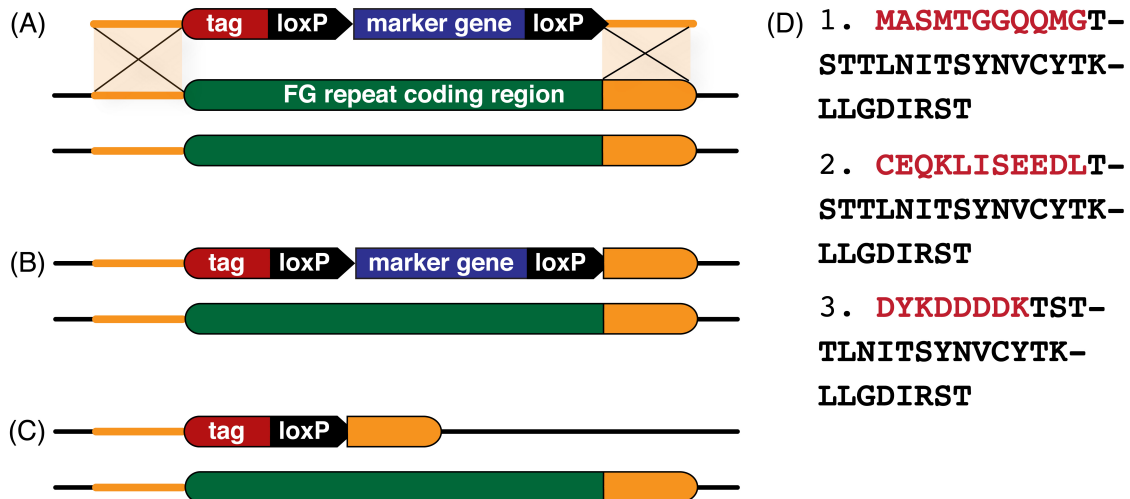 (A)
tag loxP marker gene loxP
FG repeat coding region
(B)
tag loxP marker gene loxP
(C)
tag loxP
(D)
1. MASMTGGQQMGT-
STTLNITSYNVCYTK-
LLGDIRST
2. CEQKLISEEDLT-
STTLNITSYNVCYTK-
LLGDIRST
3. DYKDDDDKTST-
TLNITSYNVCYTK-
LLGDIRST